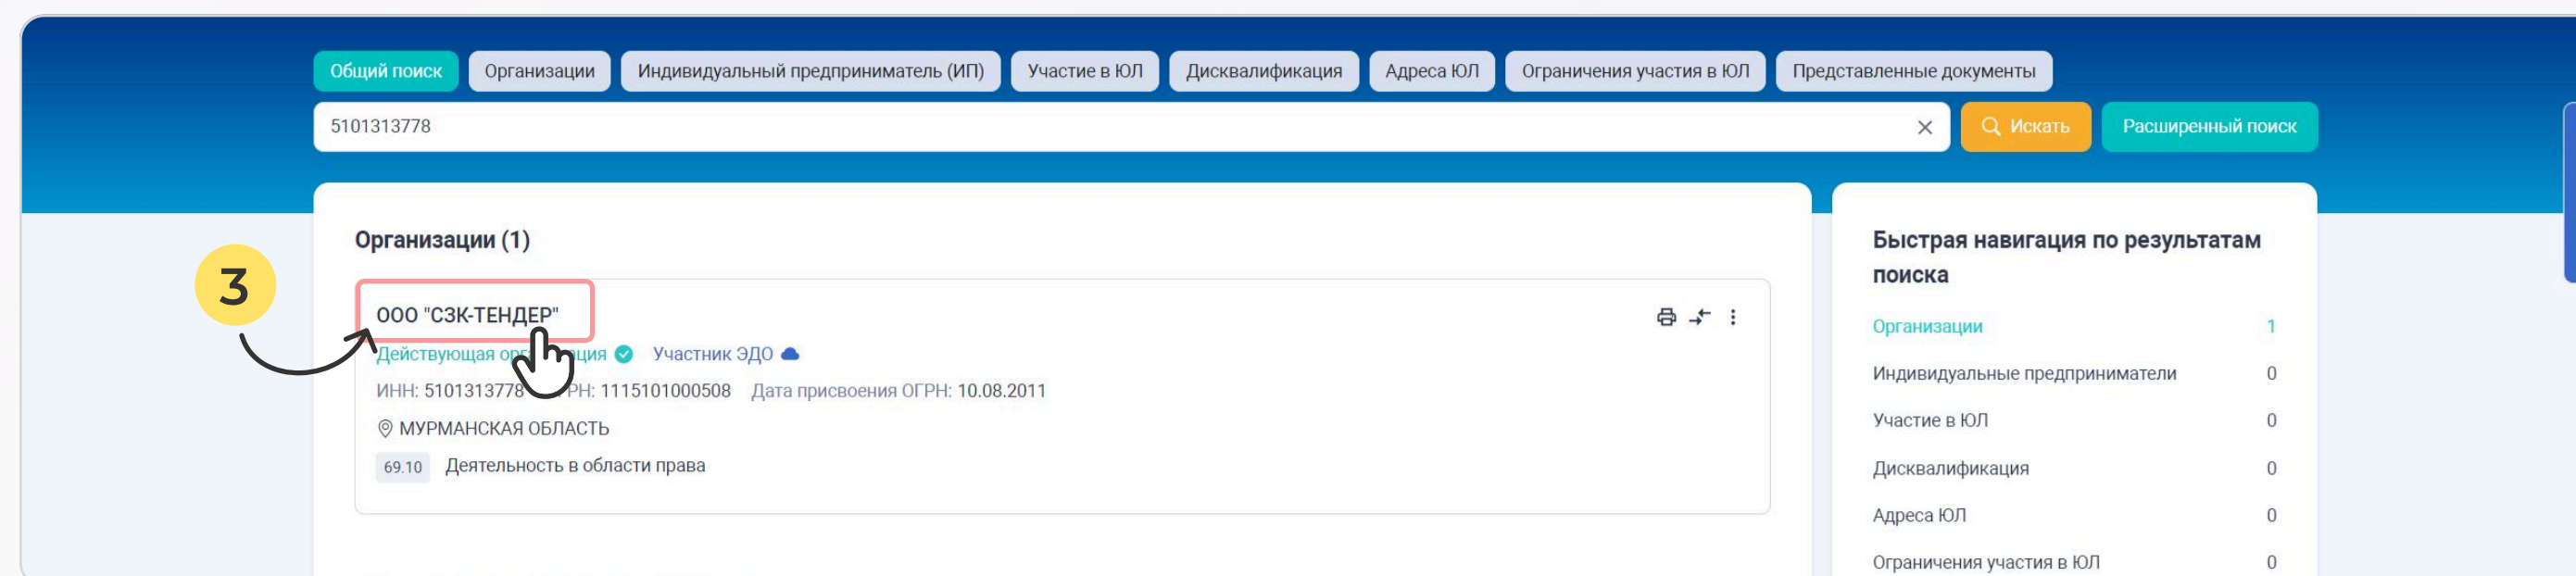 Общий поиск Организации Индивидуальный предприниматель (ИП) Участие в ЮЛ Дисквалификация Адреса ЮЛ Ограничения участия в ЮЛ Представленные документы
5101313778 Искать Расширенный поиск
Организации (1)
3
ООО "СЗК-ТЕНДЕР"
Действующая Участник ЭДО
ИНН: 5101313778 1115101000508 Дата присвоения ОГРН: 10.08.2011
МУРМАНСКАЯ ОБЛАСТЬ
69.10 Деятельность в области права
Быстрая навигация по результатам
поиска
Организации 1
Индивидуальные предприниматели 0
Участие в ЮЛ 0
Дисквалификация 0
Адреса ЮЛ 0
Ограничения участия в ЮЛ 0